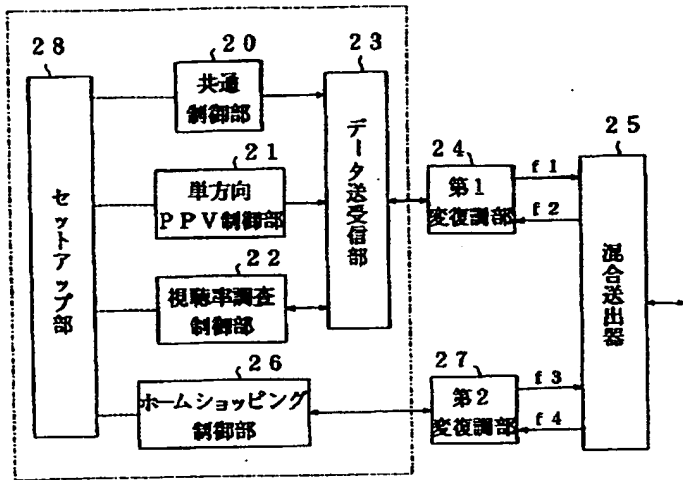 28
セットアップ部
20
共通
制御部
21
単方向
PPV制御部
22
視聴率調査
制御部
26
ホームショッピング
制御部
23
データ送受信部
24
第1
変復調部
f1
f2
27
第2
変復調部
f3
f4
25
混合送出器